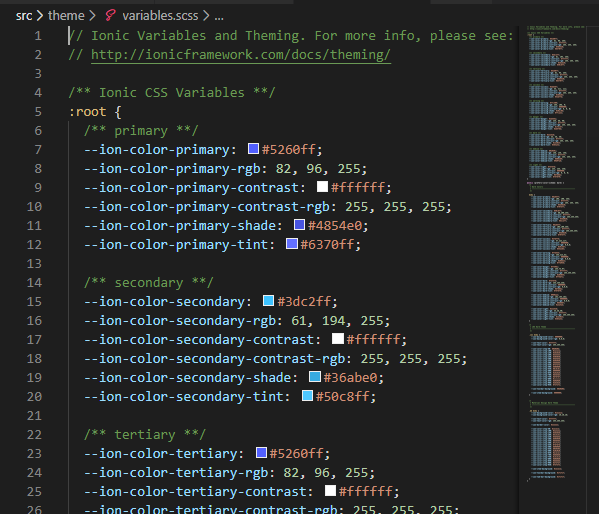 src > theme > variables.scss > ...
1 // Ionic Variables and Theming. For more info, please see:
2 // http://ionicframework.com/docs/theming/
3
4 /** Ionic CSS Variables **/
5 :root {
6 /** primary **/
7 --ion-color-primary: #5260ff;
8 --ion-color-primary-rgb: 82, 96, 255;
9 --ion-color-primary-contrast: #ffffff;
10 --ion-color-primary-contrast-rgb: 255, 255, 255;
11 --ion-color-primary-shade: #4854e0;
12 --ion-color-primary-tint: #6370ff;
13
14 /** secondary **/
15 --ion-color-secondary: #3dc2ff;
16 --ion-color-secondary-rgb: 61, 194, 255;
17 --ion-color-secondary-contrast: #ffffff;
18 --ion-color-secondary-contrast-rgb: 255, 255, 255;
19 --ion-color-secondary-shade: #36abe0;
20 --ion-color-secondary-tint: #50c8ff;
21
22 /** tertiary **/
23 --ion-color-tertiary: #5260ff;
24 --ion-color-tertiary-rgb: 82, 96, 255;
25 --ion-color-tertiary-contrast: #ffffff;
26 --ion-color-tertiary-contrast-rgb: 255, 255, 255;